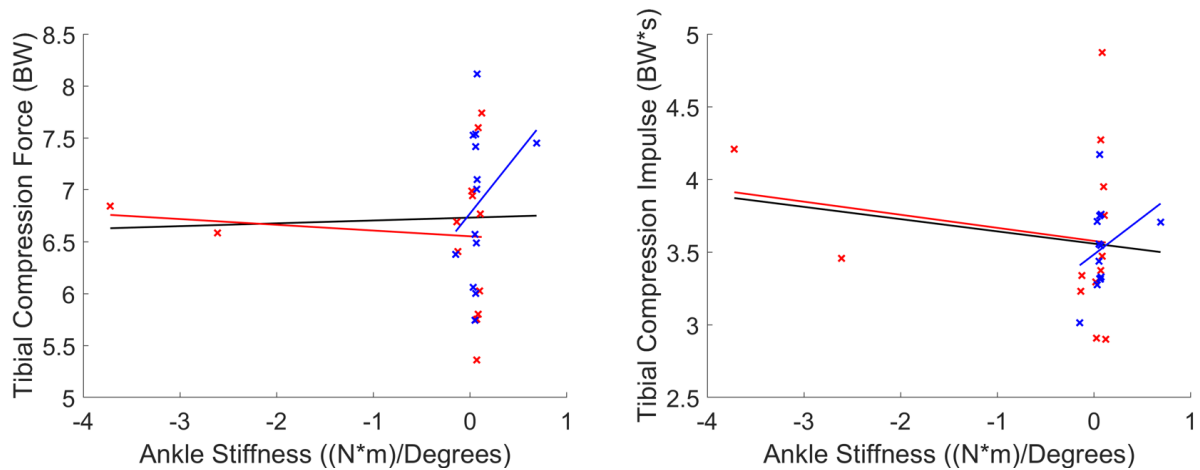 Tibial Compression Force (BW)
8.5
8
7.5
7
6.5
6
5.5
5
-4 -3 -2 -1 0 1
Ankle Stiffness ((N*m)/Degrees)
Tibial Compression Impulse (BW*s)
5
4.5
4
3.5
3
2.5
-4 -3 -2 -1 0 1
Ankle Stiffness ((N*m)/Degrees)